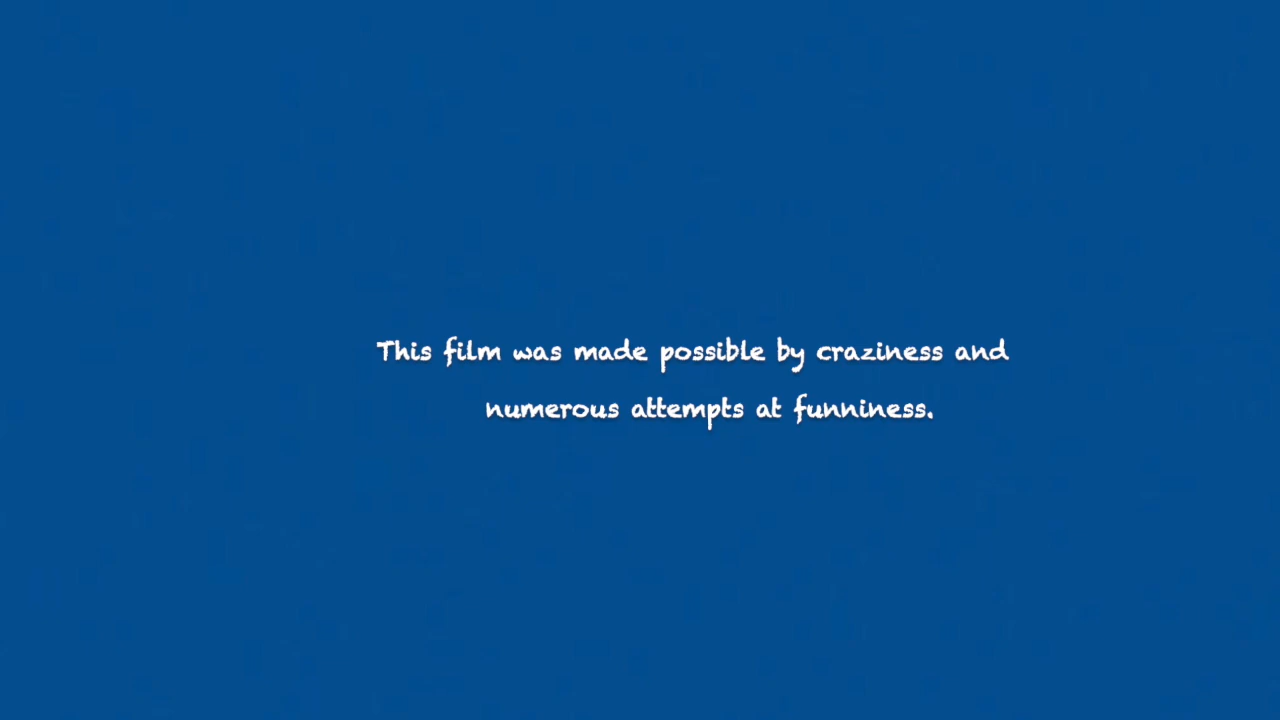 This film was made possible by craziness and
numerous attempts at funniness.